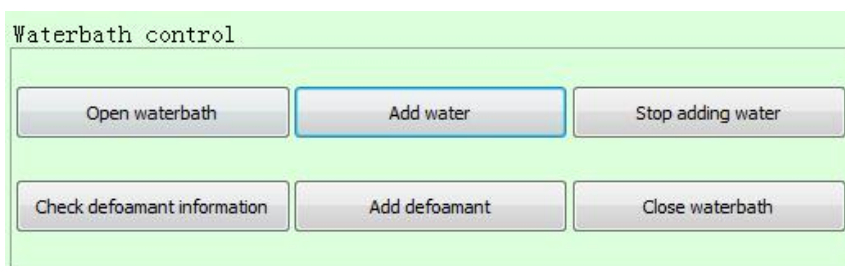 Waterbath control
Open waterbath Add water Stop adding water
Check defoamant information Add defoamant Close waterbath